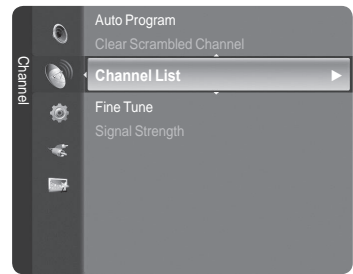 Channel
Auto Program
Clear Scrambled Channel
Channel List
Fine Tune
Signal Strength